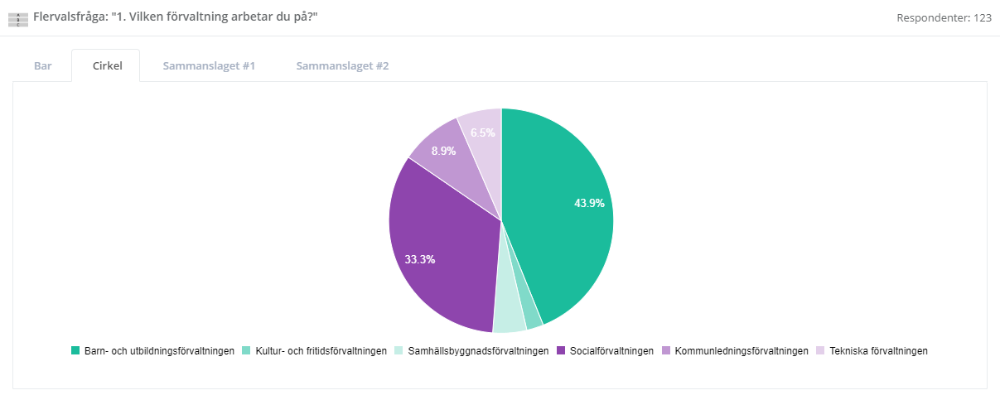 Flervalsfråga: "1. Vilken förvaltning arbetar du på?"
Respondenter: 123
Bar
Cirkel
Sammanslaget #1
Sammanslaget #2
6.5%
8.9%
43.9%
33.3%
Barn- och utbildningsförvaltningen
Kultur- och fritidsförvaltningen
Samhällsbyggnadsförvaltningen
Socialförvaltningen
Kommunledningsförvaltningen
Tekniska förvaltningen